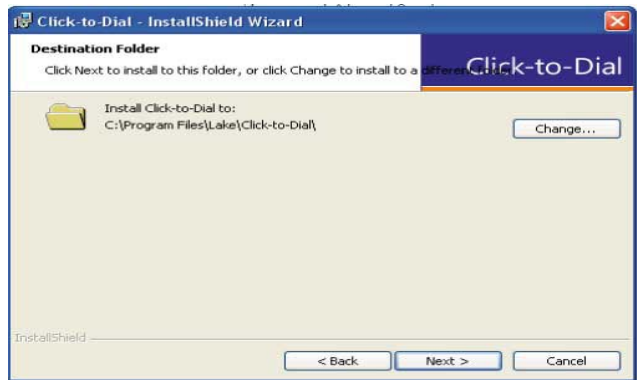 Click-to-Dial - InstallShield Wizard
Destination Folder
Click Next to install to this folder, or click Change to install to a different folder.
Click-to-Dial
Install Click-to-Dial to:
C:\Program Files\Lake\Click-to-Dial\
Change...
InstallShield
< Back
Next >
Cancel